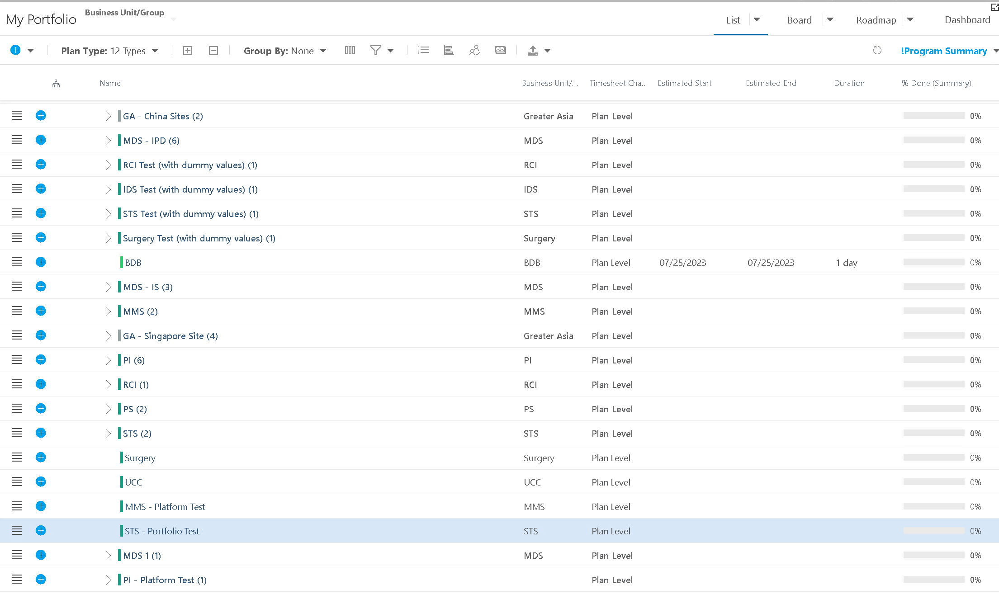 My Portfolio Business Unit/Group List Board Roadmap Dashboard
Plan Type: 12 Types Group By: None !Program Summary
Name Business Unit/... Timesheet Cha... Estimated Start Estimated End Duration % Done (Summary)
GA - China Sites (2) Greater Asia Plan Level 0%
MDS - IPD (6) MDS Plan Level 0%
RCI Test (with dummy values) (1) RCI Plan Level 0%
IDS Test (with dummy values) (1) IDS Plan Level 0%
STS Test (with dummy values) (1) STS Plan Level 0%
Surgery Test (with dummy values) (1) Surgery Plan Level 0%
BDB BDB Plan Level 07/25/2023 07/25/2023 1 day 0%
MDS - IS (3) MDS Plan Level 0%
MMS (2) MMS Plan Level 0%
GA - Singapore Site (4) Greater Asia Plan Level 0%
PI (6) PI Plan Level 0%
RCI (1) RCI Plan Level 0%
PS (2) PS Plan Level 0%
STS (2) STS Plan Level 0%
Surgery Surgery Plan Level 0%
UCC UCC Plan Level 0%
MMS - Platform Test MMS Plan Level 0%
STS - Portfolio Test STS Plan Level 0%
MDS 1 (1) MDS Plan Level 0%
PI - Platform Test (1) Plan Level 0%